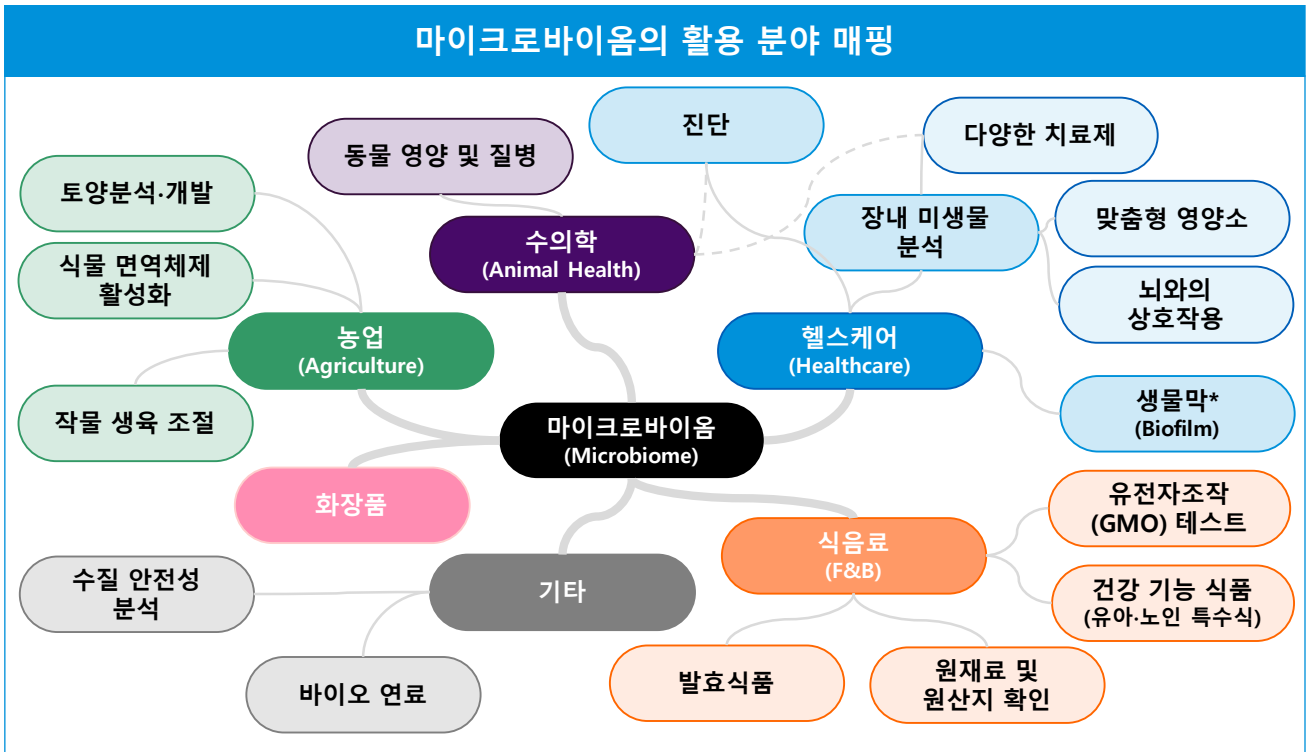 마이크로바이옴의 활용 분야 매핑
진단
다양한 치료제
동물 영양 및 질병
토양분석·개발
장내 미생물
분석
맞춤형 영양소
수의학
(Animal Health)
식물 면역체제
활성화
뇌와의
상호작용
농업
(Agriculture)
헬스케어
(Healthcare)
작물 생육 조절
생물막*
(Biofilm)
마이크로바이옴
(Microbiome)
화장품
유전자조작
(GMO) 테스트
식음료
(F&B)
수질 안전성
분석
기타
건강 기능 식품
(유아·노인 특수식)
바이오 연료
발효식품
원재료 및
원산지 확인